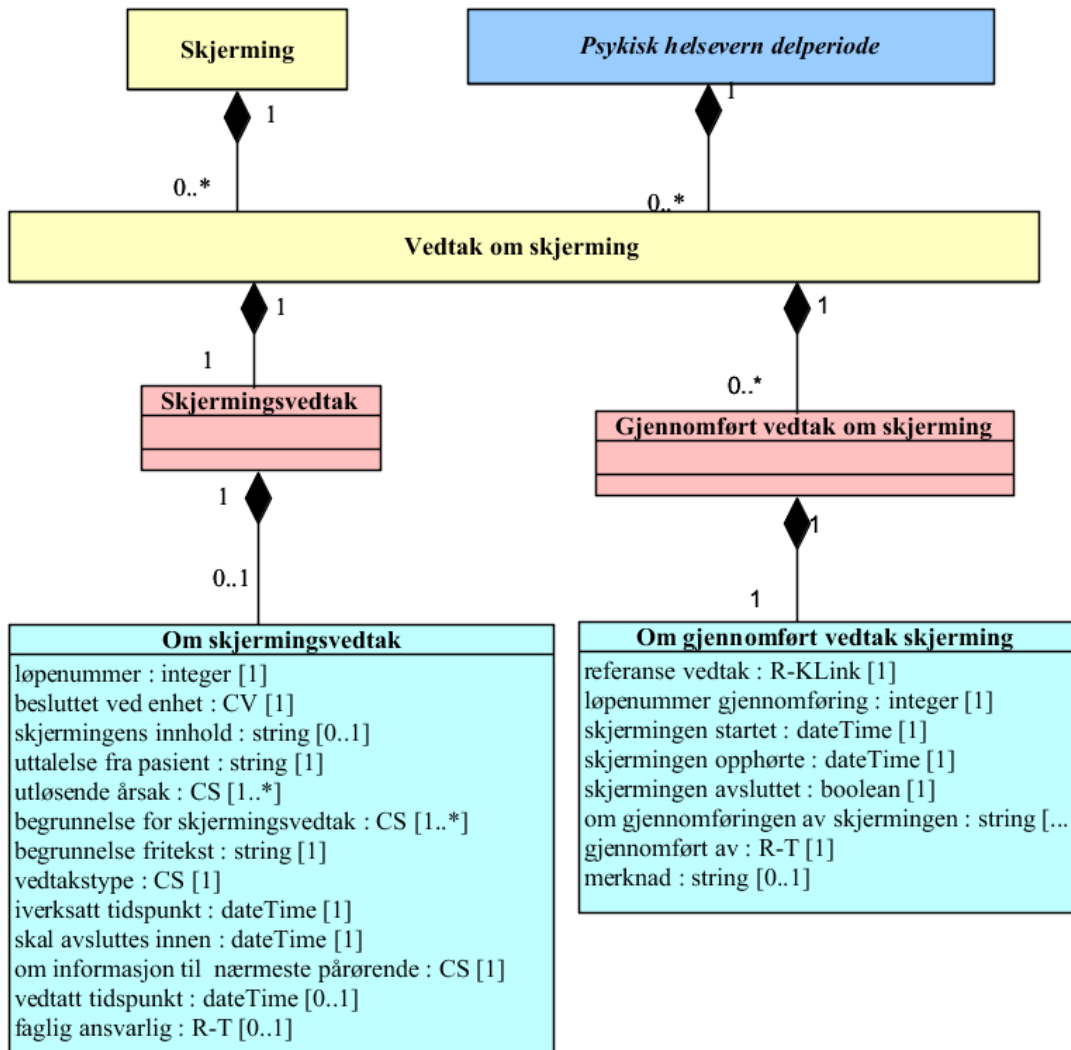 Skjerming
Psykisk helsevern delperiode
1
1
0..*
0..*
Vedtak om skjerming
1
1
1
0..*
Skjermingsvedtak
Gjennomført vedtak om skjerming
1
1
0..1
1
Om skjermingsvedtak
løpenummer : integer [1]
besluttet ved enhet : CV [1]
skjermingens innhold : string [0..1]
uttalelse fra pasient : string [1]
utløsende årsak : CS [1..*]
begrunnelse for skjermingsvedtak : CS [1..*]
begrunnelse fritekst : string [1]
vedtakstype : CS [1]
iverksatt tidspunkt : dateTime [1]
skal avsluttes innen : dateTime [1]
om informasjon til  nærmeste pårørende : CS [1]
vedtatt tidspunkt : dateTime [0..1]
faglig ansvarlig : R-T [0..1]
Om gjennomført vedtak skjerming
referanse vedtak : R-KLink [1]
løpenummer gjennomføring : integer [1]
skjermingen startet : dateTime [1]
skjermingen opphørte : dateTime [1]
skjermingen avsluttet : boolean [1]
om gjennomføringen av skjermingen : string [...
gjennomført av : R-T [1]
merknad : string [0..1]